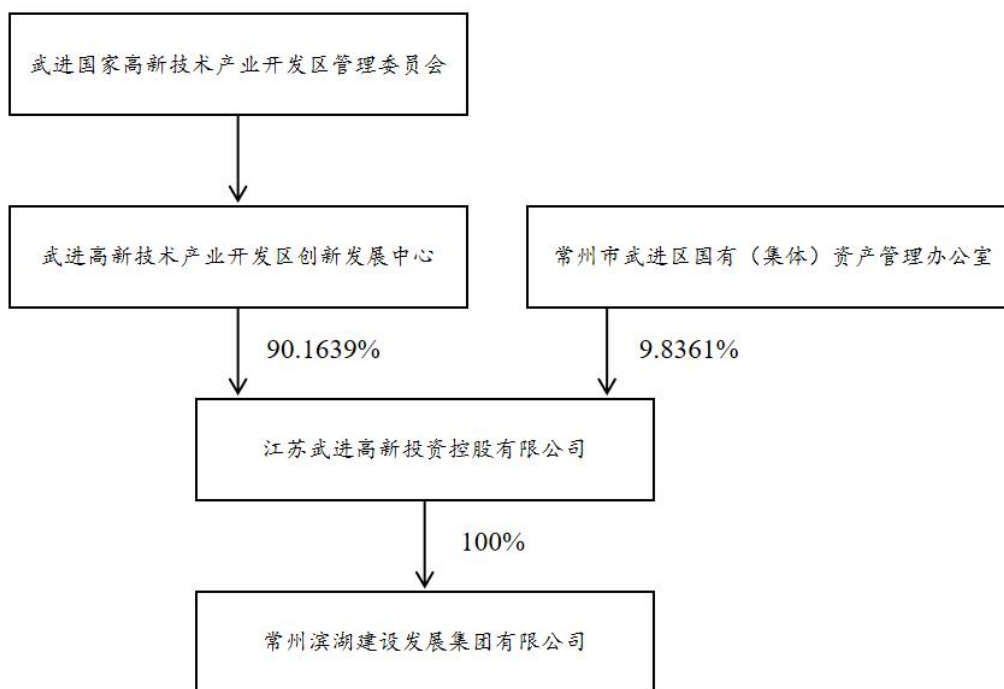 武进国家高新技术产业开发区管理委员会
武进高新技术产业开发区创新发展中心
常州市武进区国有（集体）资产管理办公室
90.1639%
9.8361%
江苏武进高新投资控股有限公司
100%
常州滨湖建设发展集团有限公司